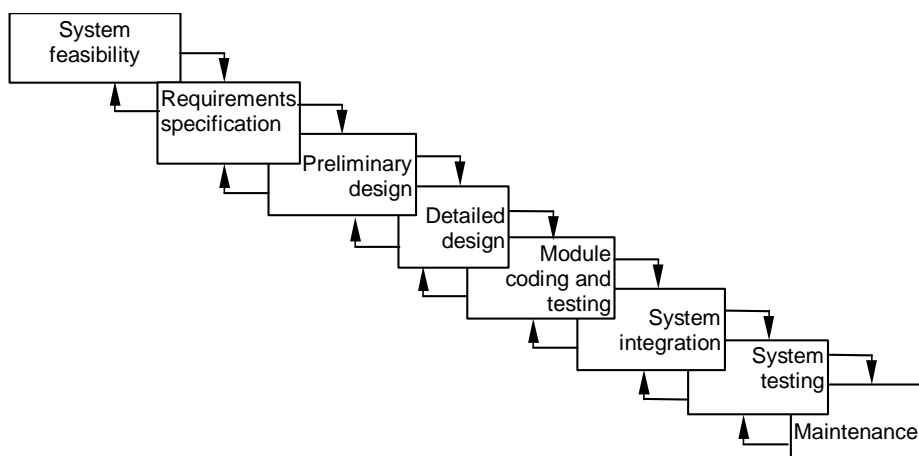 System
feasibility
Requirements
specification
Preliminary
design
Detailed
design
Module
coding and
testing
System
integration
System
testing
Maintenance